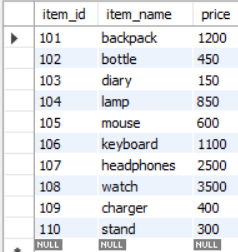 item_id item_name price
101 backpack 1200
102 bottle 450
103 diary 150
104 lamp 850
105 mouse 600
106 keyboard 1100
107 headphones 2500
108 watch 3500
109 charger 400
110 stand 300
NULL NULL NULL